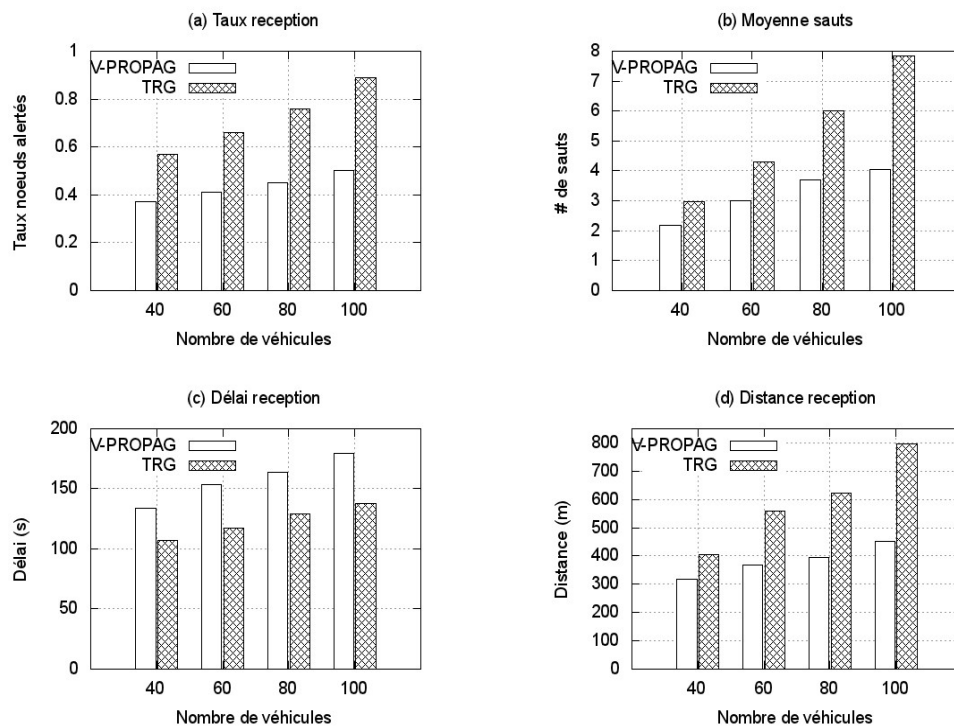 (a) Taux reception
V-PROPAG
TRG
Taux noeuds alertés
1
0.8
0.6
0.4
0.2
0
40 60 80 100
Nombre de véhicules
(b) Moyenne sauts
V-PROPAG
TRG
# de sauts
8
7
6
5
4
3
2
1
0
40 60 80 100
Nombre de véhicules
(c) Délai reception
V-PROPAG
TRG
Délai (s)
200
150
100
50
0
40 60 80 100
Nombre de véhicules
(d) Distance reception
V-PROPAG
TRG
Distance (m)
800
700
600
500
400
300
200
100
0
40 60 80 100
Nombre de véhicules